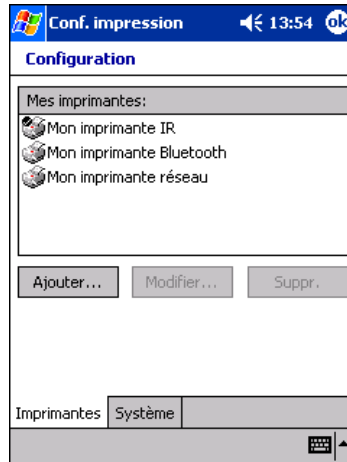 Conf. impression 13:54 ok
Configuration
Mes imprimantes:
Mon imprimante IR
Mon imprimante Bluetooth
Mon imprimante réseau
Ajouter... Modifier... Suppr.
Imprimantes Système